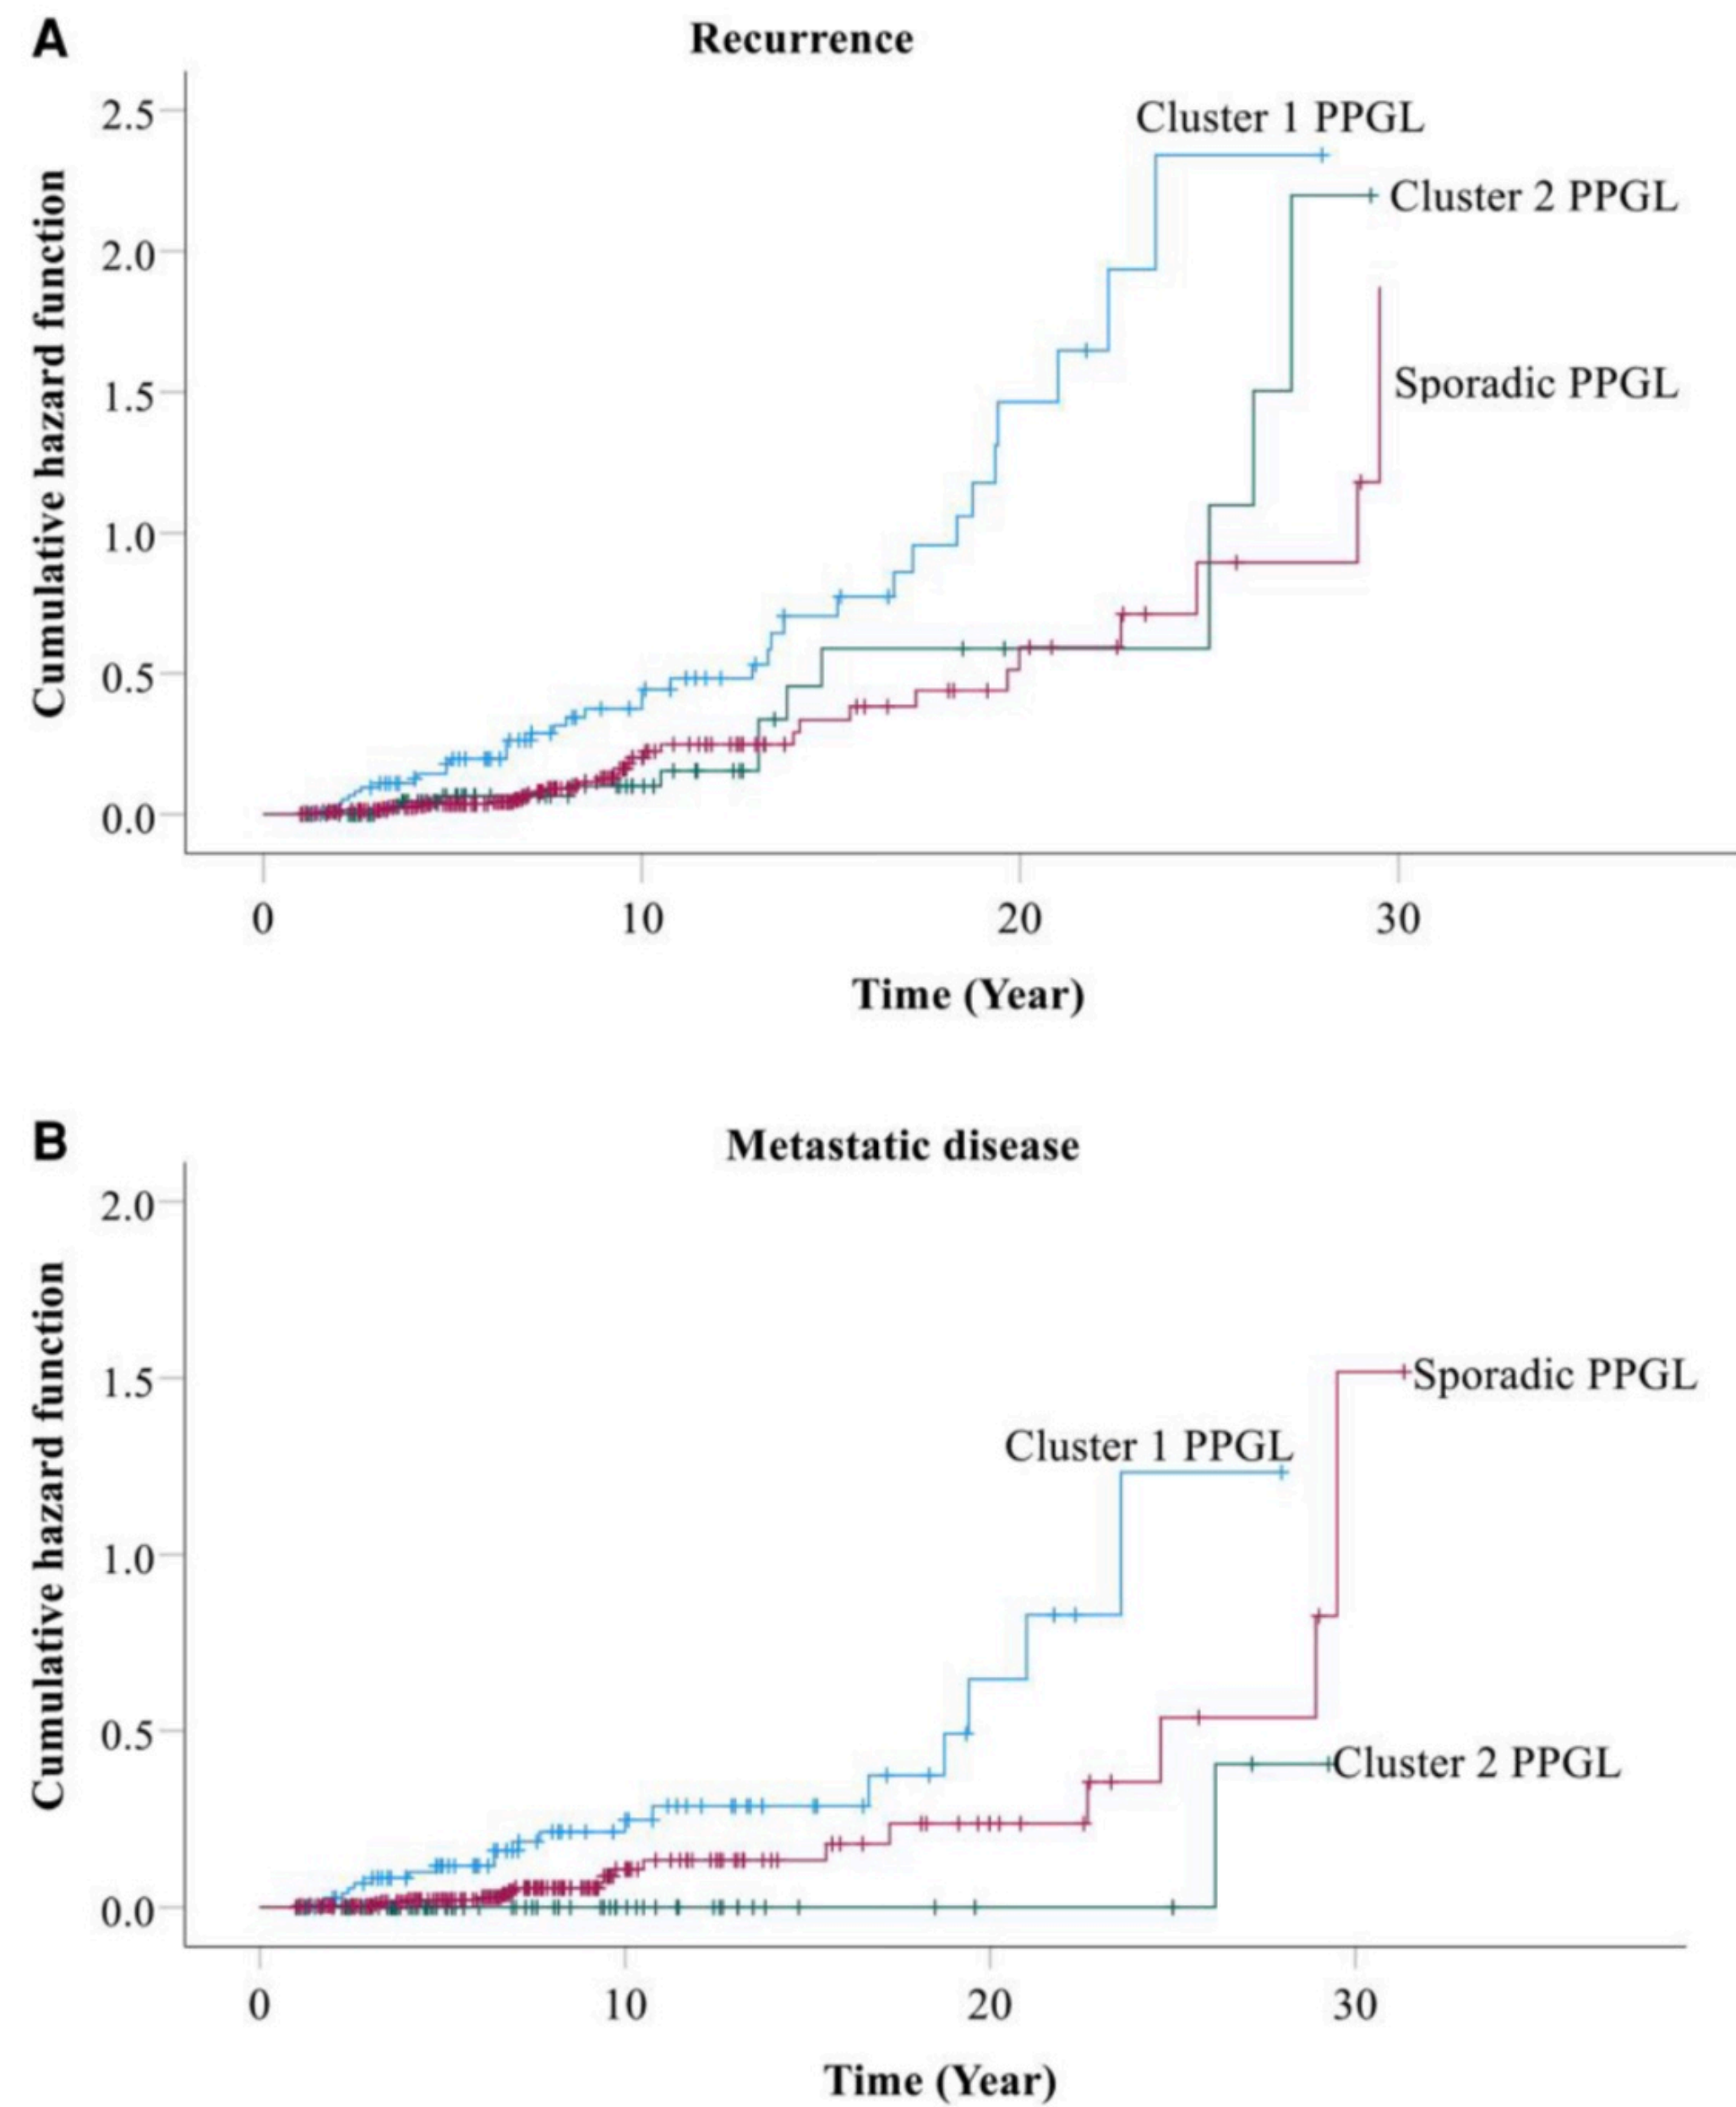 A
Recurrence
Cumulative hazard function
2.5
2.0
1.5
1.0
0.5
0.0
Cluster 1 PPGL
Cluster 2 PPGL
Sporadic PPGL
0 10 20 30
Time (Year)
B
Metastatic disease
Cumulative hazard function
2.0
1.5
1.0
0.5
0.0
Sporadic PPGL
Cluster 1 PPGL
Cluster 2 PPGL
0 10 20 30
Time (Year)